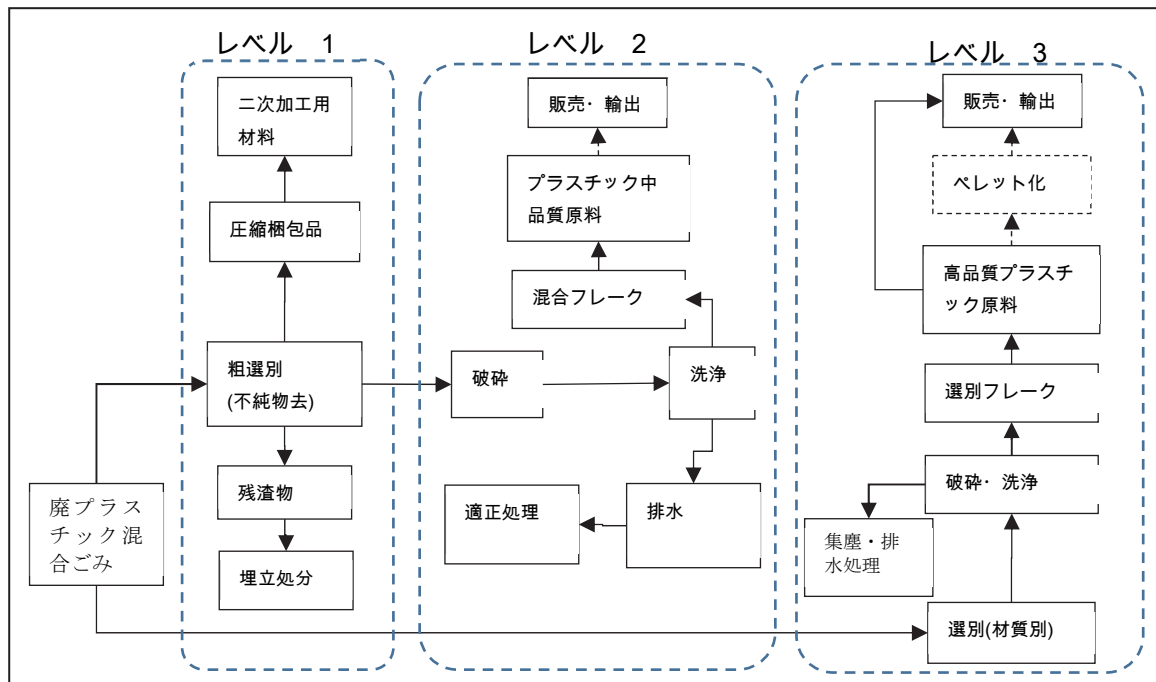 レベル 1
二次加工用
材料
圧縮梱包品
粗選別
(不純物去)
残渣物
埋立処分
廃プラス
チック混
合ごみ
レベル 2
販売・輸出
プラスチック中
品質原料
混合フレーク
破砕
洗浄
適正処理
排水
レベル 3
販売・輸出
ペレット化
高品質プラスチ
ック原料
選別フレーク
破砕・洗浄
集塵・排
水処理
選別(材質別)